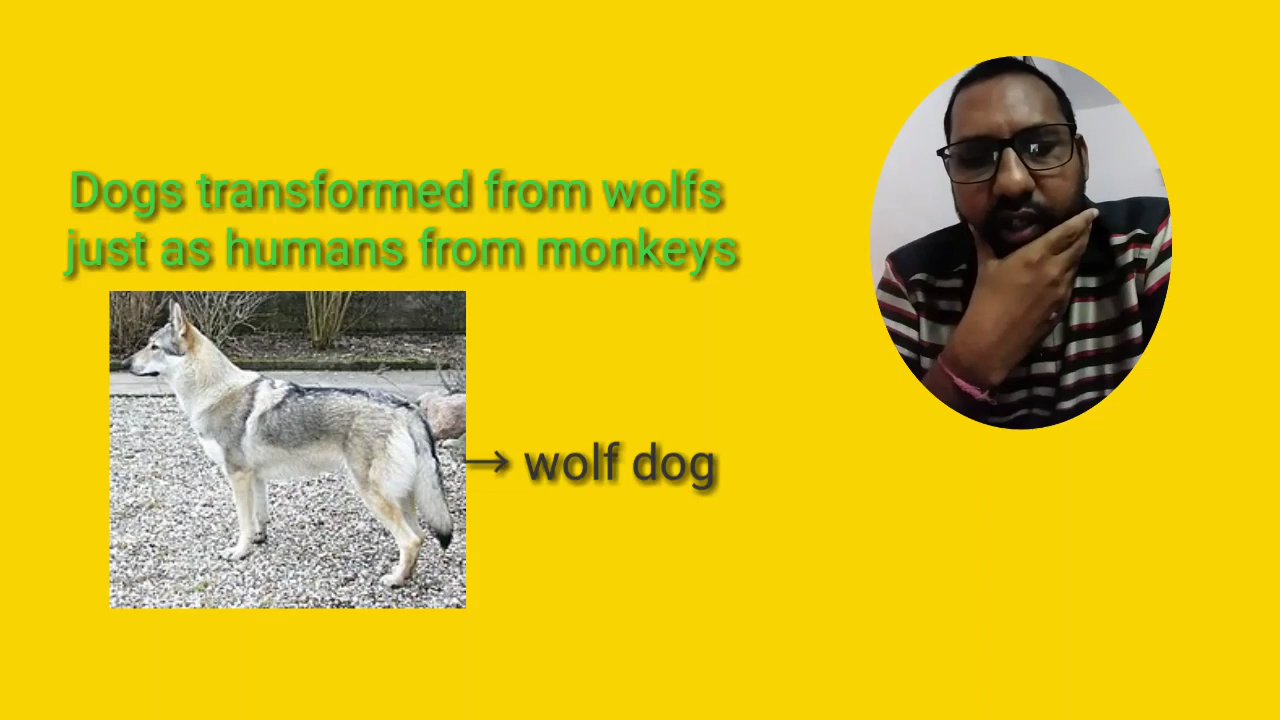 Dogs transformed from wolfs
just as humans from monkeys
→ wolf dog